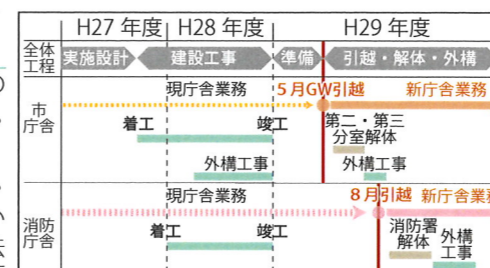 H27 年度
H28 年度
H29 年度
全体
工程
実施設計
建設工事
準備
引越・解体・外構
市
庁舎
現庁舎業務
5月GW引越
新庁舎業務
着工
竣工
第二・第三
分室解体
外構工事
外構工事
消防
庁舎
現庁舎業務
8月引越
新庁舎業務
着工
竣工
消防署
解体
外構
工事
の